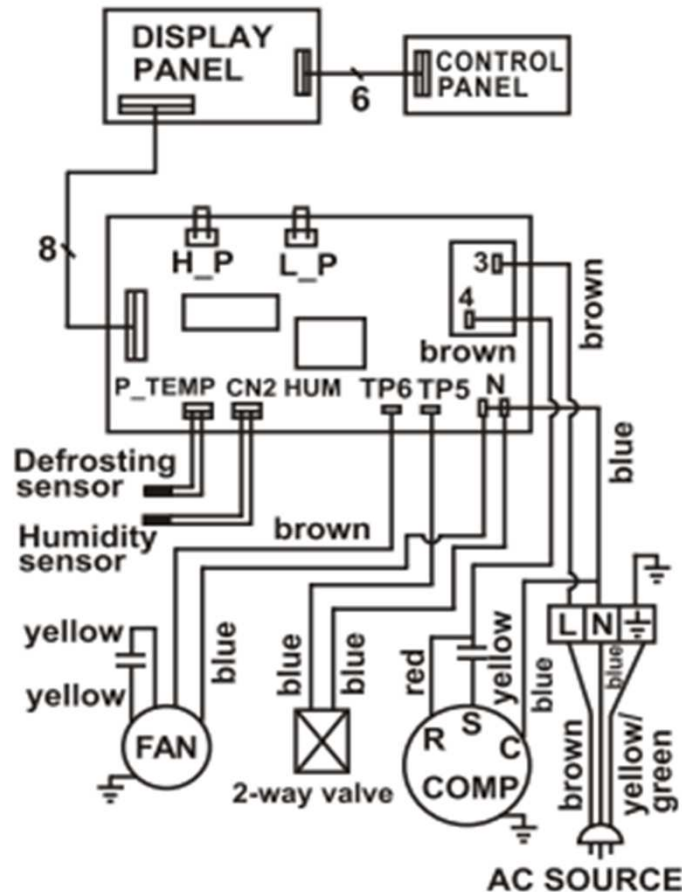 DISPLAY
PANEL
CONTROL
PANEL
6
8
H_P
L_P
3
4
brown
brown
P_TEMP
CN2
HUM
TP6
TP5
N
blue
Defrosting
sensor
Humidity
sensor
brown
yellow
yellow
blue
blue
blue
red
yellow
blue
L
N
blue
FAN
2-way valve
R
S
C
COMP
brown
yellow/
green
AC SOURCE